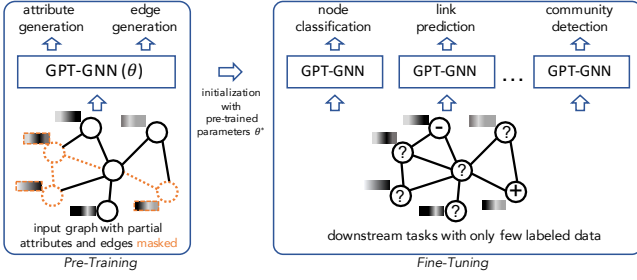 attribute generation
edge generation
GPT-GNN (θ)
input graph with partial
attributes and edges masked
Pre-Training
initialization
with
pre-trained
parameters θ*
node classification
link prediction
community detection
GPT-GNN
GPT-GNN
...
GPT-GNN
-
?
?
?
?
+
?
downstream tasks with only few labeled data
Fine-Tuning